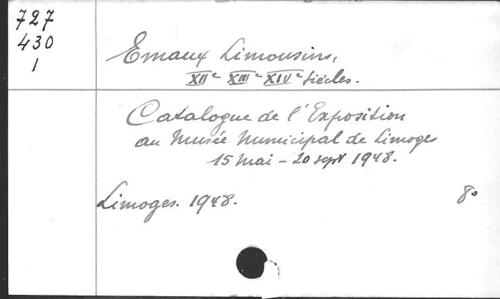 727
430
1
Emaux Limousins,
XIIe XIIIe XIVe siècles.
Catalogue de l'Exposition
au Musée Municipal de Limoges
15 Mai - 20 sept 1948.
Limoges. 1948. 8°